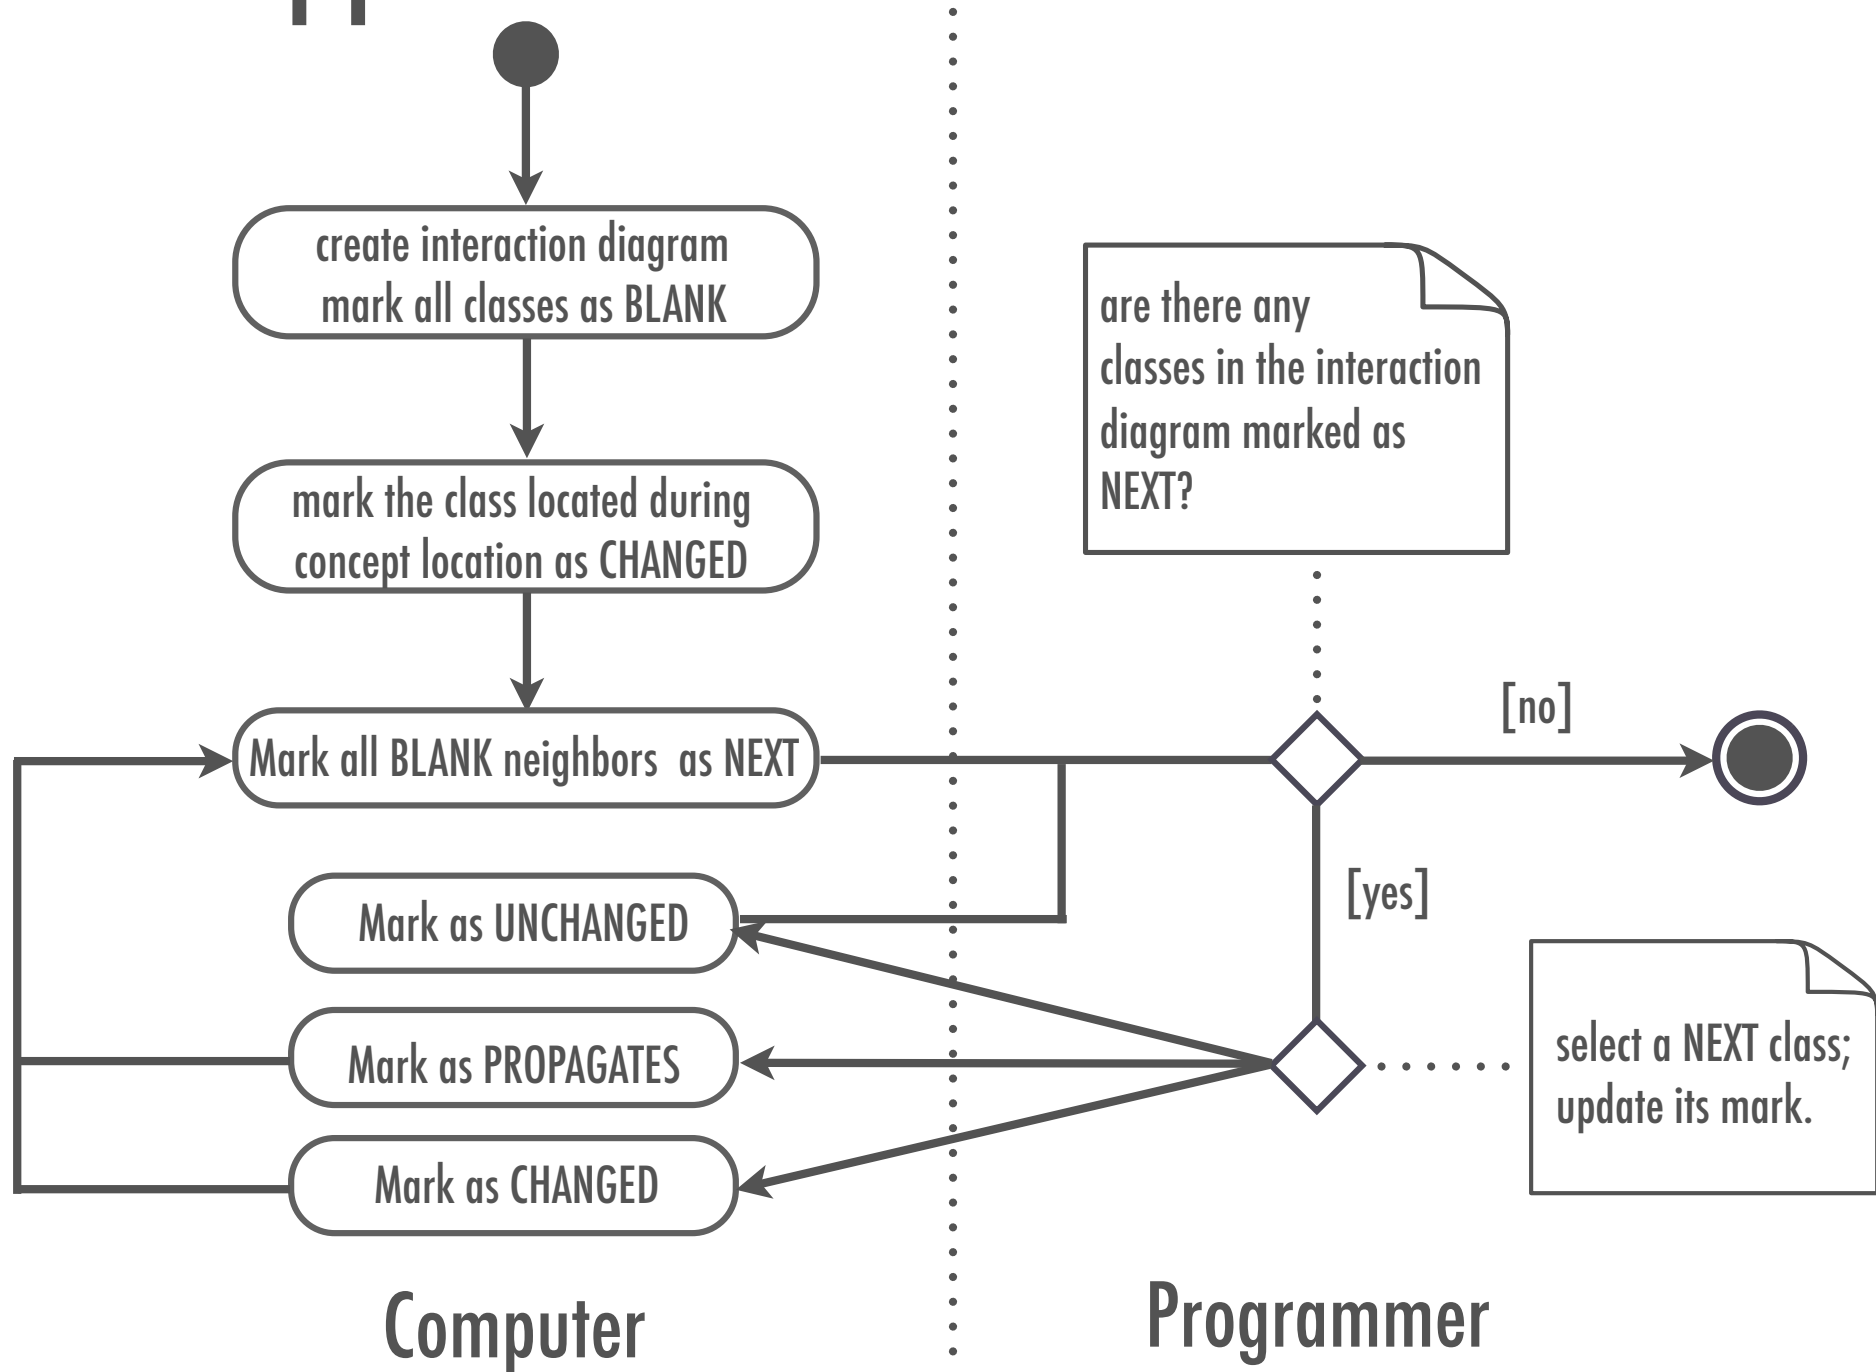 create interaction diagram
mark all classes as BLANK
are there any
classes in the interaction
diagram marked as
NEXT?
mark the class located during
concept location as CHANGED
[no]
Mark all BLANK neighbors as NEXT
[yes]
Mark as UNCHANGED
select a NEXT class;
update its mark.
Mark as PROPAGATES
Mark as CHANGED
Computer
Programmer